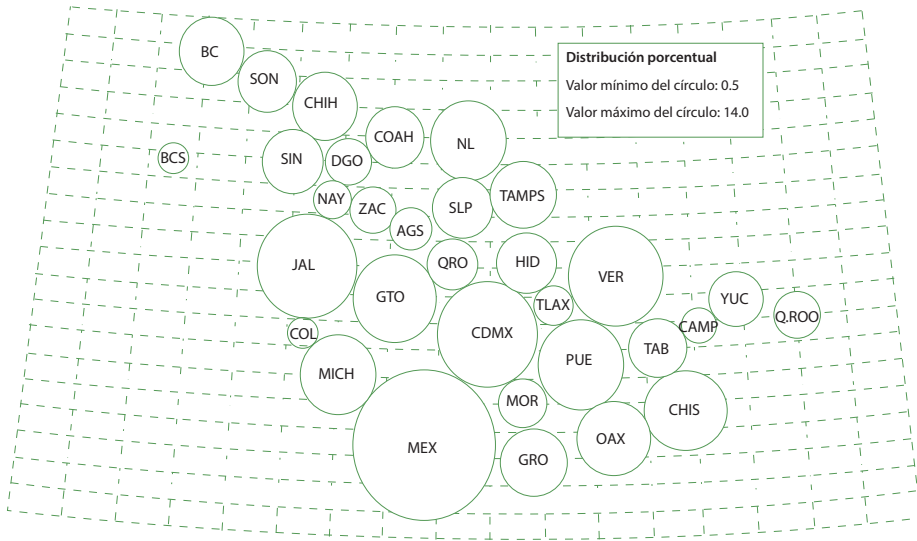 BC
SON
Distribución porcentual
Valor mínimo del círculo: 0.5
Valor máximo del círculo: 14.0
CHIH
COAH
NL
BCS
SIN
DGO
NAY
ZAC
SLP
TAMPS
AGS
JAL
QRO
HID
VER
GTO
TLAX
YUC
Q.ROO
COL
CDMX
CAMP
MICH
PUE
TAB
MOR
CHIS
MEX
GRO
OAX